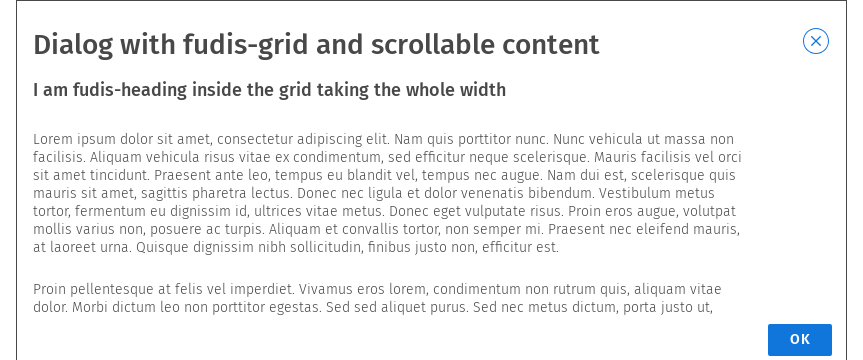 Dialog with fudis-grid and scrollable content
I am fudis-heading inside the grid taking the whole width
Lorem ipsum dolor sit amet, consectetur adipiscing elit. Nam quis porttitor nunc. Nunc vehicula ut massa non
facilisis. Aliquam vehicula risus vitae ex condimentum, sed efficitur neque scelerisque. Mauris facilisis vel orci
sit amet tincidunt. Praesent ante leo, tempus eu blandit vel, tempus nec augue. Nam dui est, scelerisque quis
mauris sit amet, sagittis pharetra lectus. Donec nec ligula et dolor venenatis bibendum. Vestibulum metus
tortor, fermentum eu dignissim id, ultrices vitae metus. Donec eget vulputate risus. Proin eros augue, volutpat
mollis varius non, posuere ac turpis. Aliquam et convallis tortor, non semper mi. Praesent nec eleifend mauris,
at laoreet urna. Quisque dignissim nibh sollicitudin, finibus justo non, efficitur est.
Proin pellentesque at felis vel imperdiet. Vivamus eros lorem, condimentum non rutrum quis, aliquam vitae
dolor. Morbi dictum leo non porttitor egestas. Sed sed aliquet purus. Sed nec metus dictum, porta justo ut,
OK